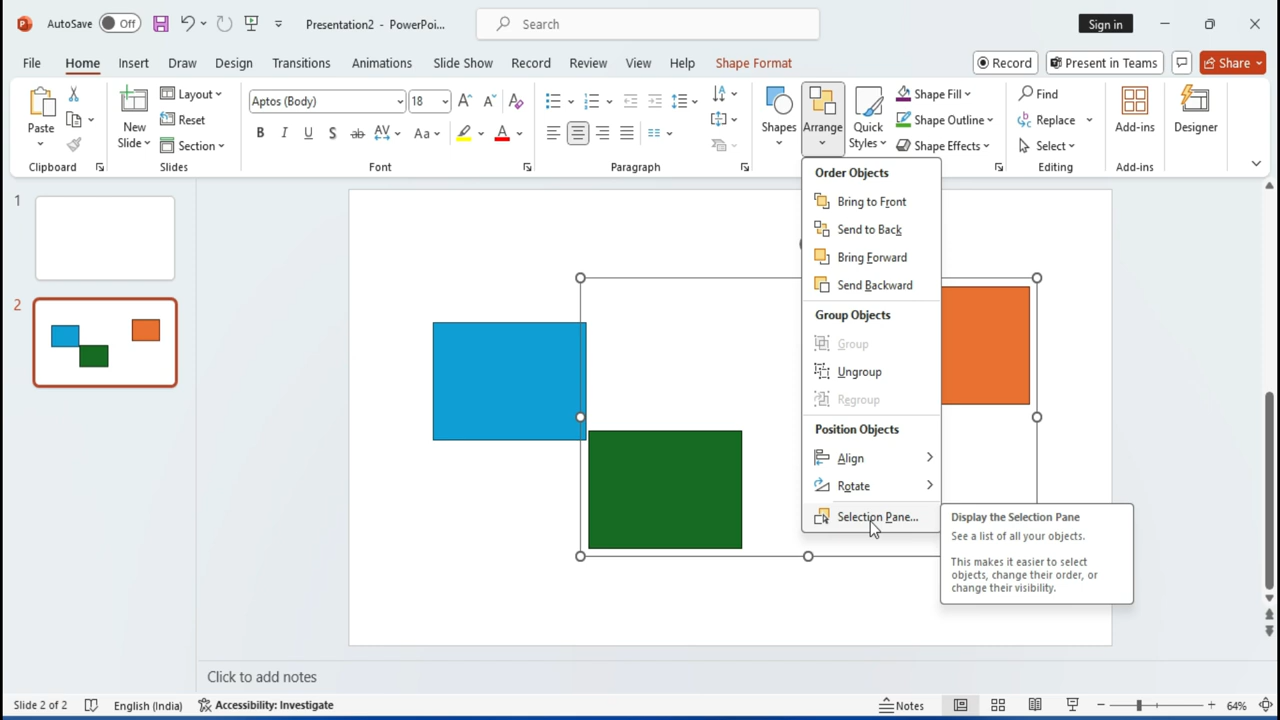 AutoSave Off Presentation2 - PowerPoi... Search Sign in
File Home Insert Draw Design Transitions Animations Slide Show Record Review View Help Shape Format Record Present in Teams Share
Paste
Clipboard
New
Slide
Layout
Reset
Section
Slides
Aptos (Body) 18
B I U S ab AV Aa A
Font
Paragraph
Shapes
Arrange
Quick
Styles
Shape Fill
Shape Outline
Shape Effects
Find
Replace
Select
Editing
Add-ins
Add-ins
Designer
Order Objects
Bring to Front
Send to Back
Bring Forward
Send Backward
Group Objects
Group
Ungroup
Regroup
Position Objects
Align
Rotate
Selection Pane...
Display the Selection Pane
See a list of all your objects.
This makes it easier to select
objects, change their order, or
change their visibility.
1
2
Click to add notes
Slide 2 of 2 English (India) Accessibility: Investigate Notes 64%